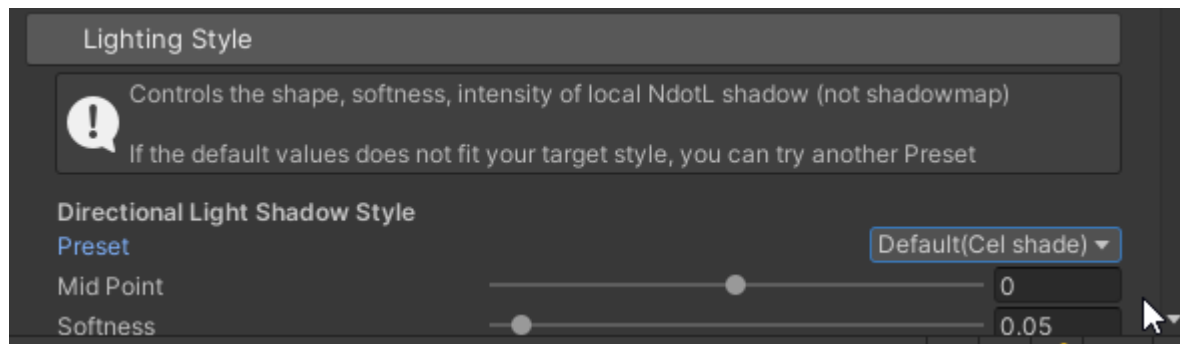 Lighting Style
Controls the shape, softness, intensity of local NdotL shadow (not shadowmap)
If the default values does not fit your target style, you can try another Preset
Directional Light Shadow Style
Preset Default(Cel shade)
Mid Point 0
Softness 0.05